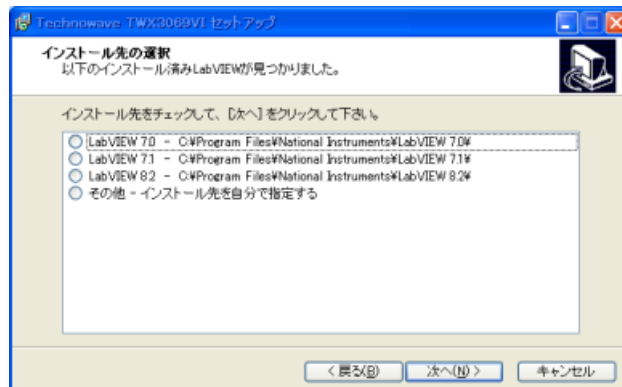 Technowave TWX3069VI セットアップ
インストール先の選択
以下のインストール済みLabVIEWが見つかりました。
インストール先をチェックして、[次へ]をクリックして下さい。
LabVIEW 7.0 - C:¥Program Files¥National Instruments¥LabVIEW 7.0¥
LabVIEW 7.1 - C:¥Program Files¥National Instruments¥LabVIEW 7.1¥
LabVIEW 8.2 - C:¥Program Files¥National Instruments¥LabVIEW 8.2¥
その他 - インストール先を自分で指定する
< 戻る(B) 次へ(N) > キャンセル